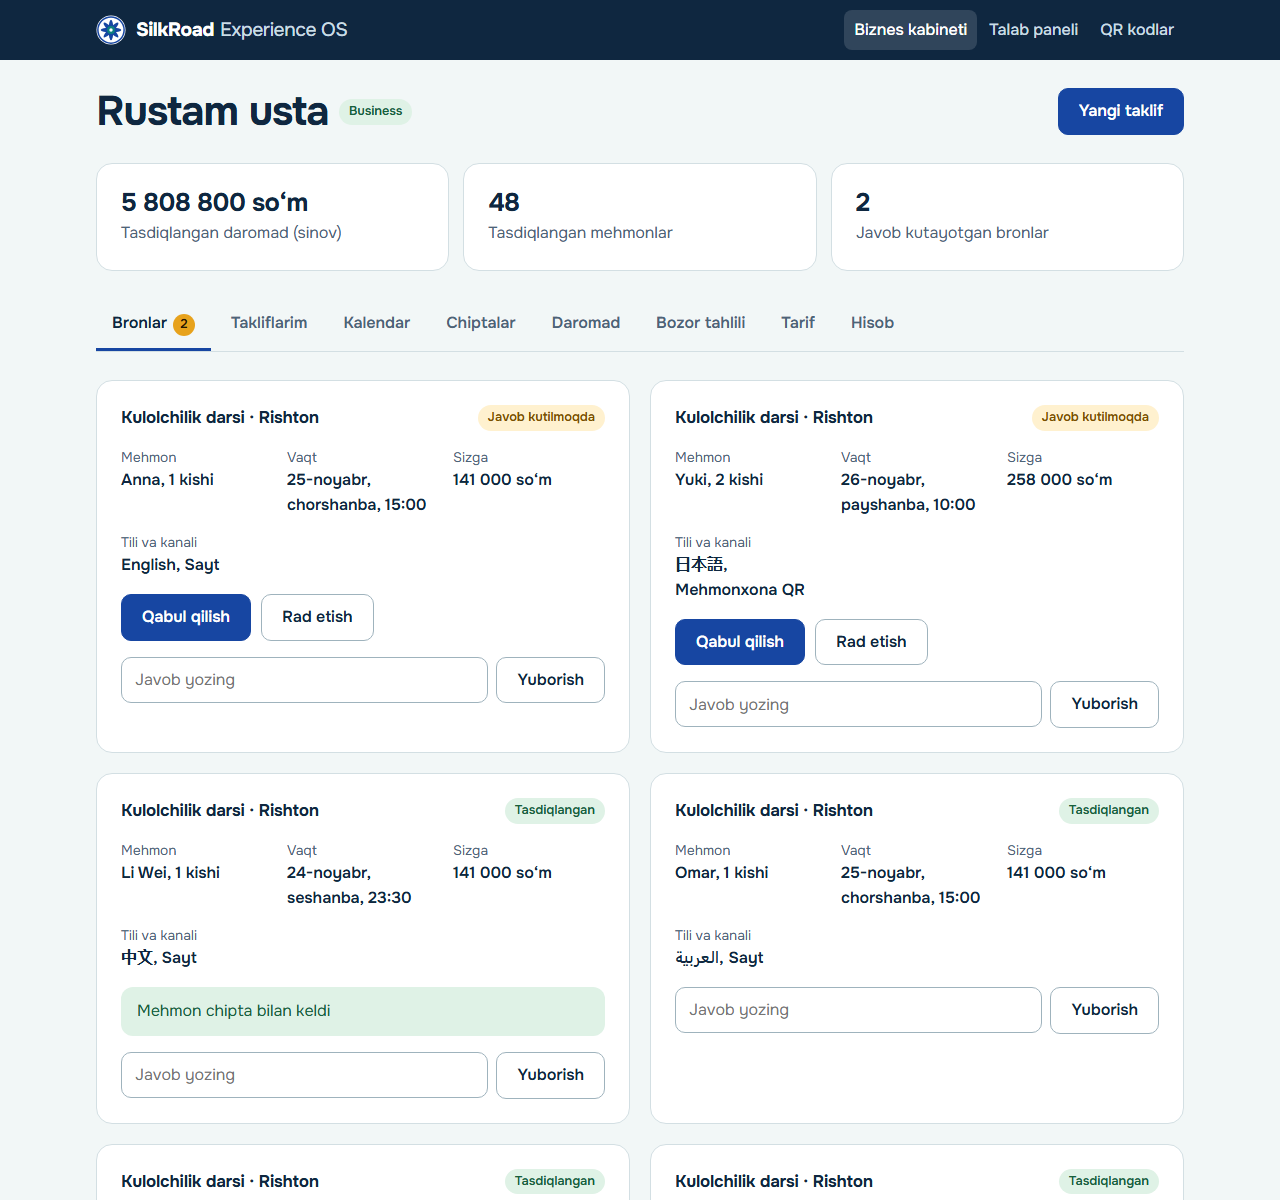 SilkRoad Experience OS
Biznes kabineti
Talab paneli
QR kodlar
Rustam usta
Business
Yangi taklif
5 808 800 so‘m
Tasdiqlangan daromad (sinov)
48
Tasdiqlangan mehmonlar
2
Javob kutayotgan bronlar
Bronlar 2
Takliflarim
Kalendar
Chiptalar
Daromad
Bozor tahlili
Tarif
Hisob
Kulolchilik darsi · Rishton
Javob kutilmoqda
Mehmon
Anna, 1 kishi
Vaqt
25-noyabr,
chorshanba, 15:00
Sizga
141 000 so‘m
Tili va kanali
English, Sayt
Qabul qilish
Rad etish
Javob yozing
Yuborish
Kulolchilik darsi · Rishton
Javob kutilmoqda
Mehmon
Yuki, 2 kishi
Vaqt
26-noyabr,
payshanba, 10:00
Sizga
258 000 so‘m
Tili va kanali
日本語,
Mehmonxona QR
Qabul qilish
Rad etish
Javob yozing
Yuborish
Kulolchilik darsi · Rishton
Tasdiqlangan
Mehmon
Li Wei, 1 kishi
Vaqt
24-noyabr,
seshanba, 23:30
Sizga
141 000 so‘m
Tili va kanali
中文, Sayt
Mehmon chipta bilan keldi
Javob yozing
Yuborish
Kulolchilik darsi · Rishton
Tasdiqlangan
Mehmon
Omar, 1 kishi
Vaqt
25-noyabr,
chorshanba, 15:00
Sizga
141 000 so‘m
Tili va kanali
العربية, Sayt
Javob yozing
Yuborish
Kulolchilik darsi · Rishton
Tasdiqlangan
Kulolchilik darsi · Rishton
Tasdiqlangan